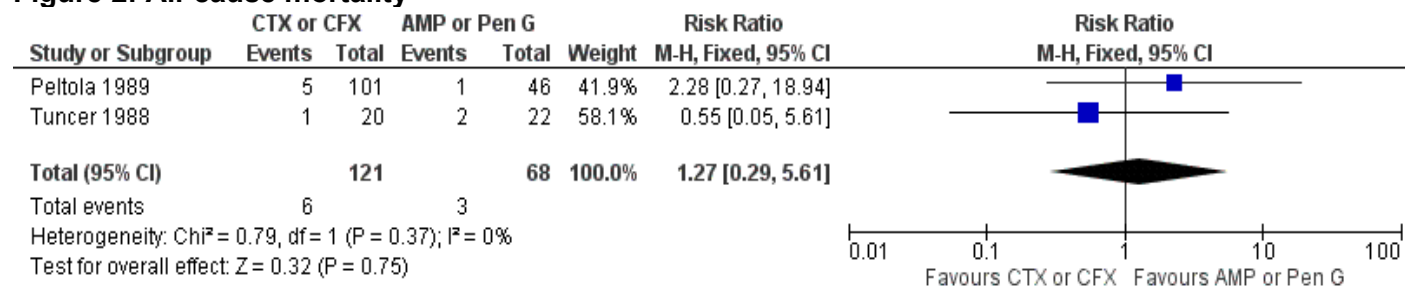 Figure 2. All-cause mortality
CTX or CFX AMP or Pen G Risk Ratio Risk Ratio
Study or Subgroup Events Total Events Total Weight M-H, Fixed, 95% CI M-H, Fixed, 95% CI
Peltola 1989 5 101 1 46 41.9% 2.28 [0.27, 18.94]
Tuncer 1988 1 20 2 22 58.1% 0.55 [0.05, 5.61]
Total (95% CI) 121 68 100.0% 1.27 [0.29, 5.61]
Total events 6 3
Heterogeneity: Chi² = 0.79, df = 1 (P = 0.37); I² = 0%
Test for overall effect: Z = 0.32 (P = 0.75)
0.01 0.1 1 10 100
Favours CTX or CFX Favours AMP or Pen G